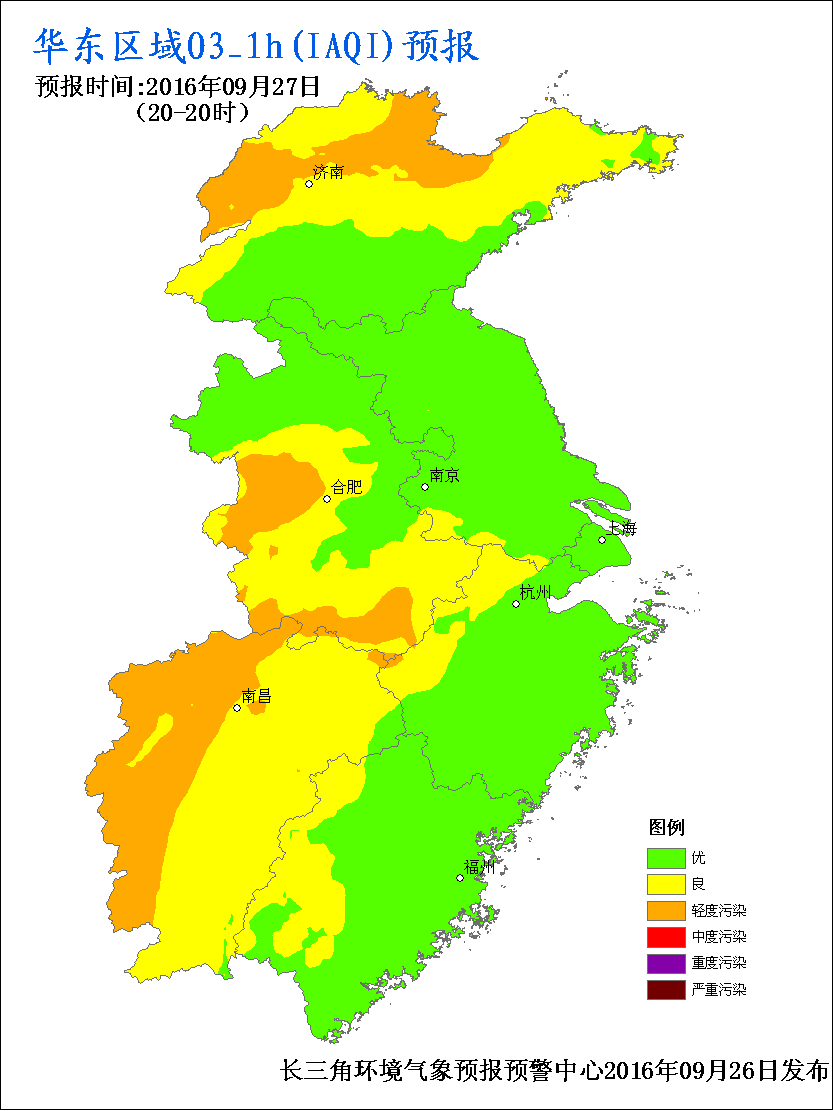 华东区域O3_1h(IAQI)预报
预报时间:2016年09月27日
（20-20时）
济南
合肥
南京
上海
杭州
南昌
福州
图例
优
良
轻度污染
中度污染
重度污染
严重污染
长三角环境气象预报预警中心2016年09月26日发布